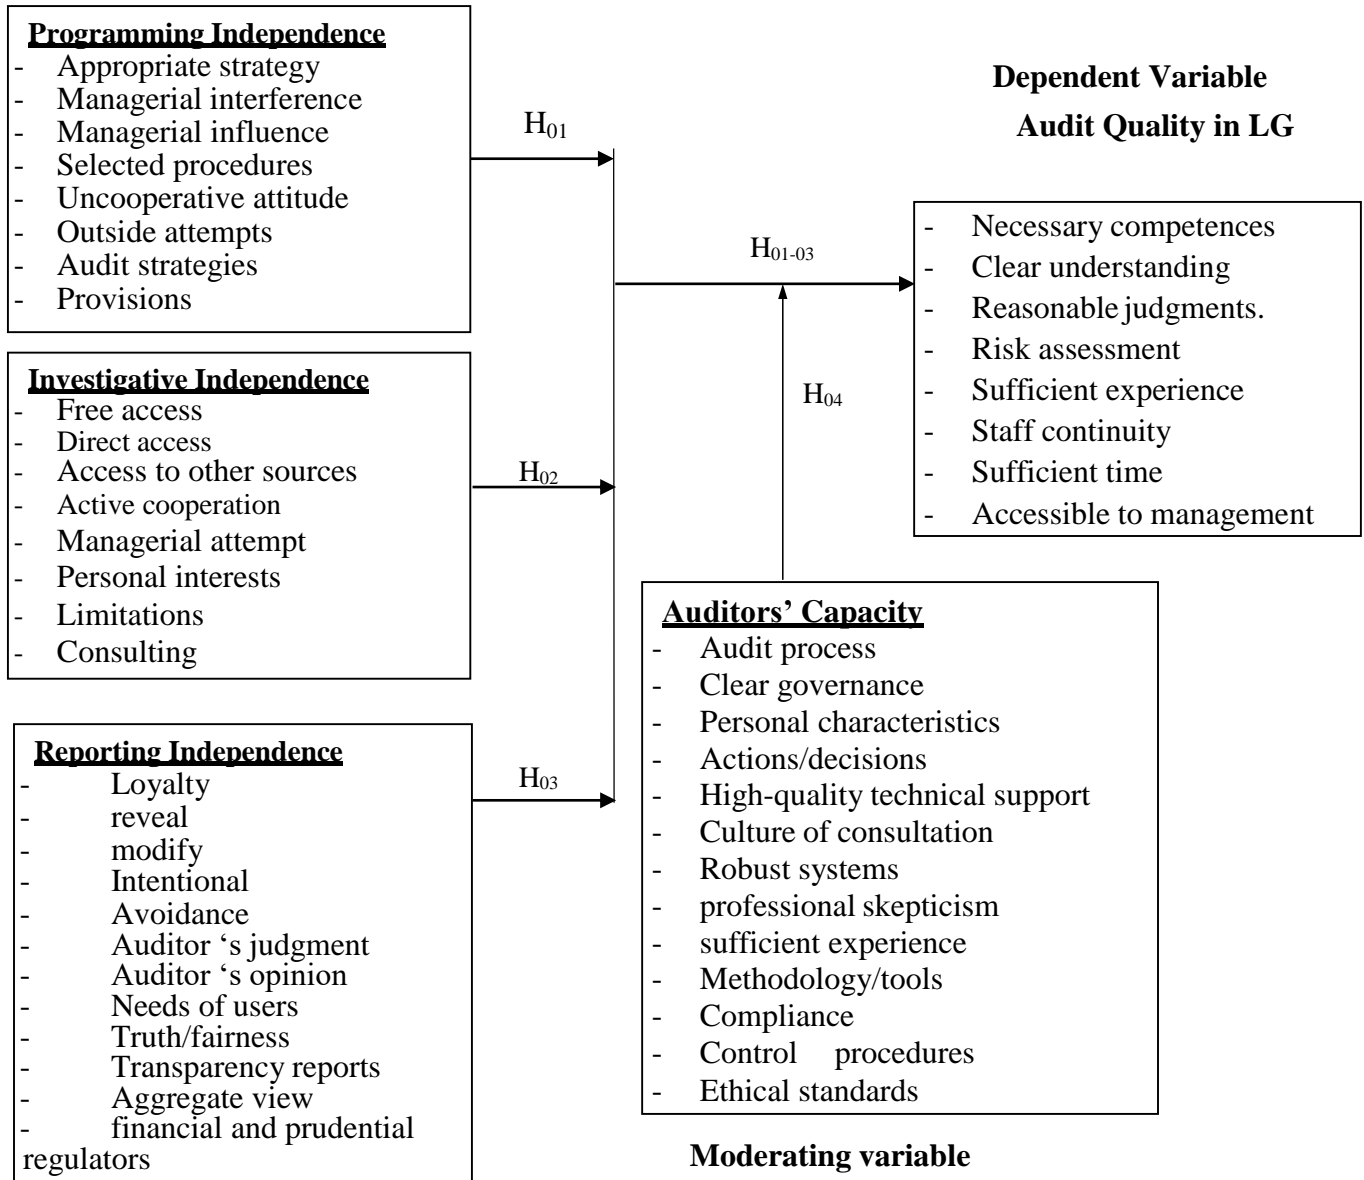 Programming Independence
- Appropriate strategy
- Managerial interference
- Managerial influence
- Selected procedures
- Uncooperative attitude
- Outside attempts
- Audit strategies
- Provisions
H01
Dependent Variable
Audit Quality in LG
H01-03
- Necessary competences
- Clear understanding
- Reasonable judgments.
- Risk assessment
- Sufficient experience
- Staff continuity
- Sufficient time
- Accessible to management
Investigative Independence
- Free access
- Direct access
- Access to other sources
- Active cooperation
- Managerial attempt
- Personal interests
- Limitations
- Consulting
H02
H04
Reporting Independence
- Loyalty
- reveal
- modify
- Intentional
- Avoidance
- Auditor ‘s judgment
- Auditor ‘s opinion
- Needs of users
- Truth/fairness
- Transparency reports
- Aggregate view
- financial and prudential
regulators
H03
Auditors’ Capacity
- Audit process
- Clear governance
- Personal characteristics
- Actions/decisions
- High-quality technical support
- Culture of consultation
- Robust systems
- professional skepticism
- sufficient experience
- Methodology/tools
- Compliance
- Control procedures
- Ethical standards
Moderating variable